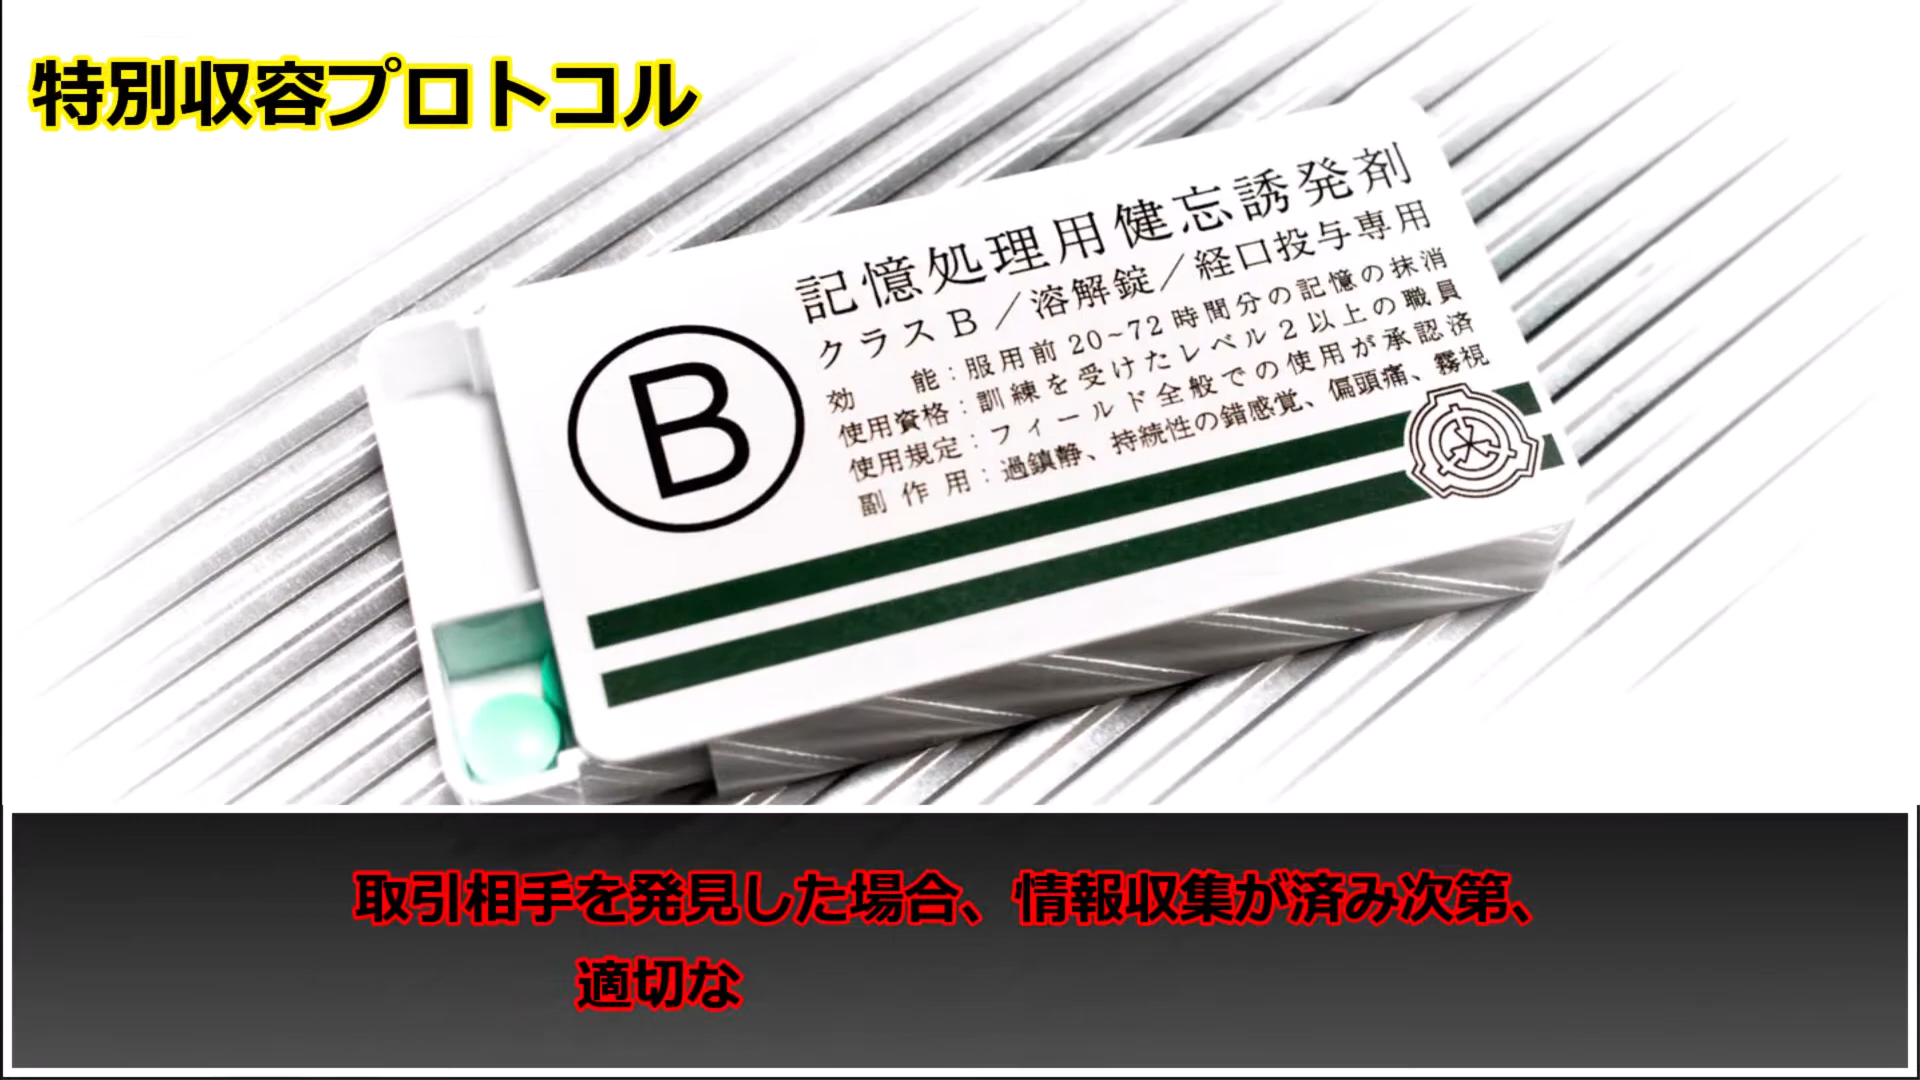 特別収容プロトコル
記憶処理用健忘誘発剤
クラスB／溶解錠／経口投与専用
効能：服用前20~72時間分の記憶の抹消
使用資格：訓練を受けたレベル2以上の職員
使用規定：フィールド全般での使用が承認済
副作用：過鎮静、持続性の錯感覚、偏頭痛、霧視
B
取引相手を発見した場合、情報収集が済み次第、
適切な